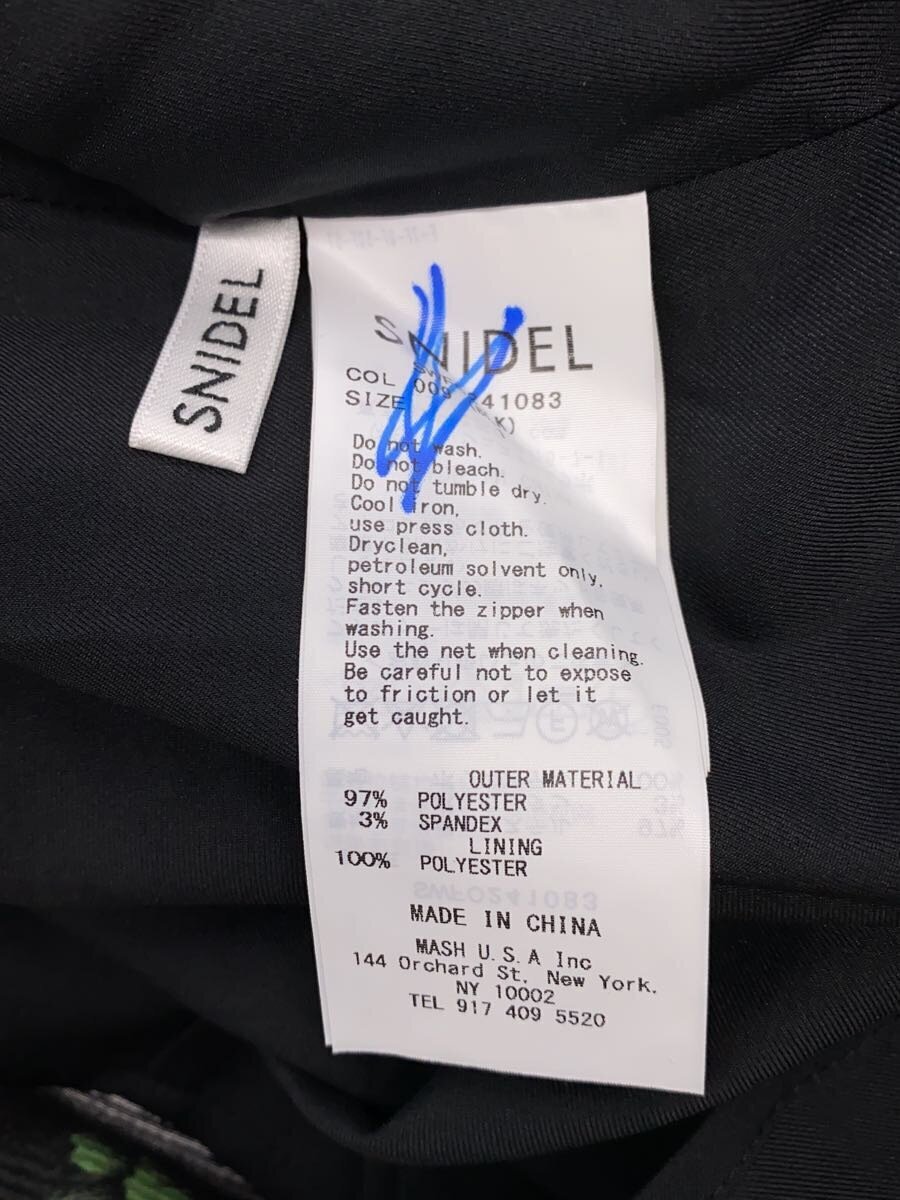 SNIDEL
SNIDEL
COL 009 241083
SIZE K)
Do not wash.
Do not bleach.
Do not tumble dry.
Cool iron,
use press cloth.
Dryclean,
petroleum solvent only,
short cycle.
Fasten the zipper when
washing.
Use the net when cleaning.
Be careful not to expose
to friction or let it
get caught.
OUTER MATERIAL
97% POLYESTER
3% SPANDEX
LINING
100% POLYESTER
MADE IN CHINA
MASH U.S.A Inc
144 Orchard St, New York.
NY 10002
TEL 917 409 5520